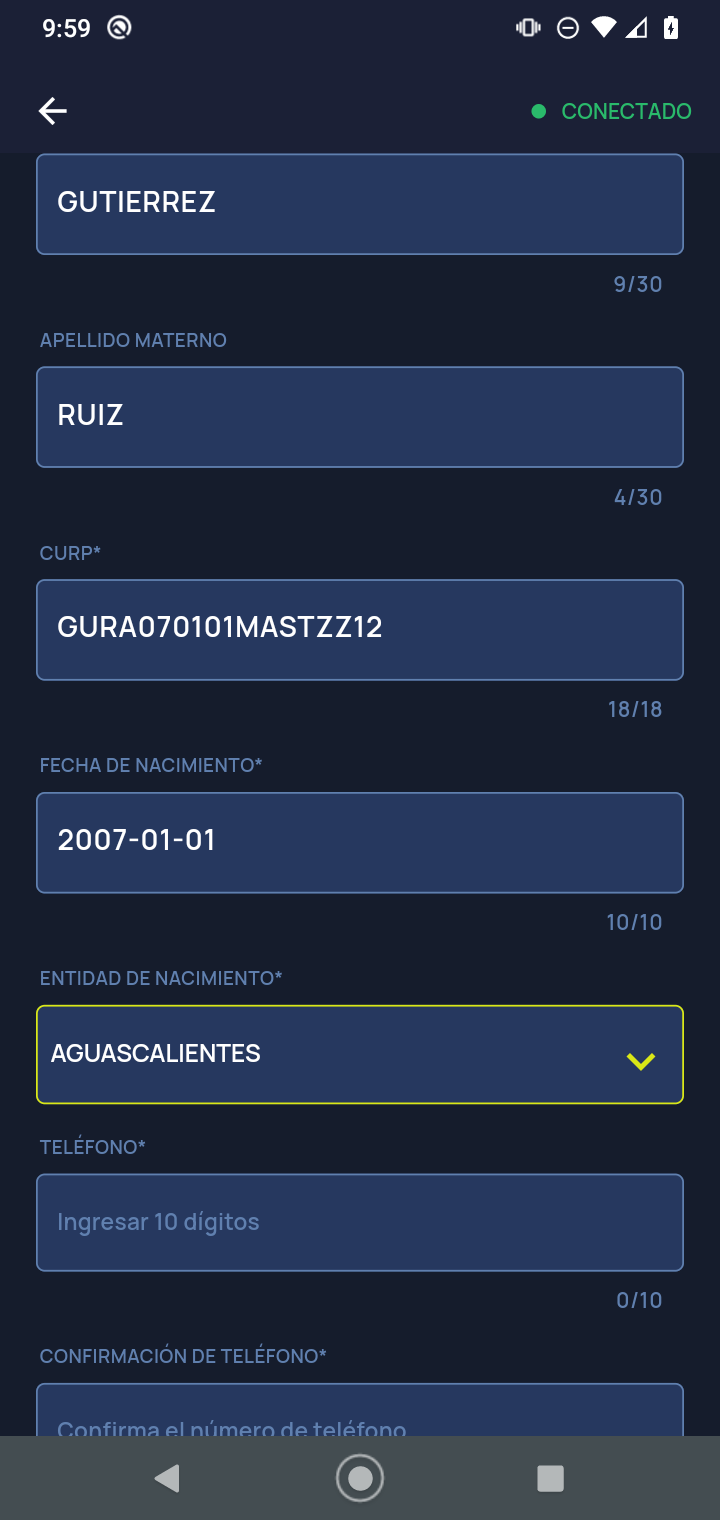 9:59
CONECTADO
GUTIERREZ
9/30
APELLIDO MATERNO
RUIZ
4/30
CURP*
GURA070101MASTZZ12
18/18
FECHA DE NACIMIENTO*
2007-01-01
10/10
ENTIDAD DE NACIMIENTO*
AGUASCALIENTES
TELÉFONO*
Ingresar 10 dígitos
0/10
CONFIRMACIÓN DE TELÉFONO*
Confirma el número de teléfono